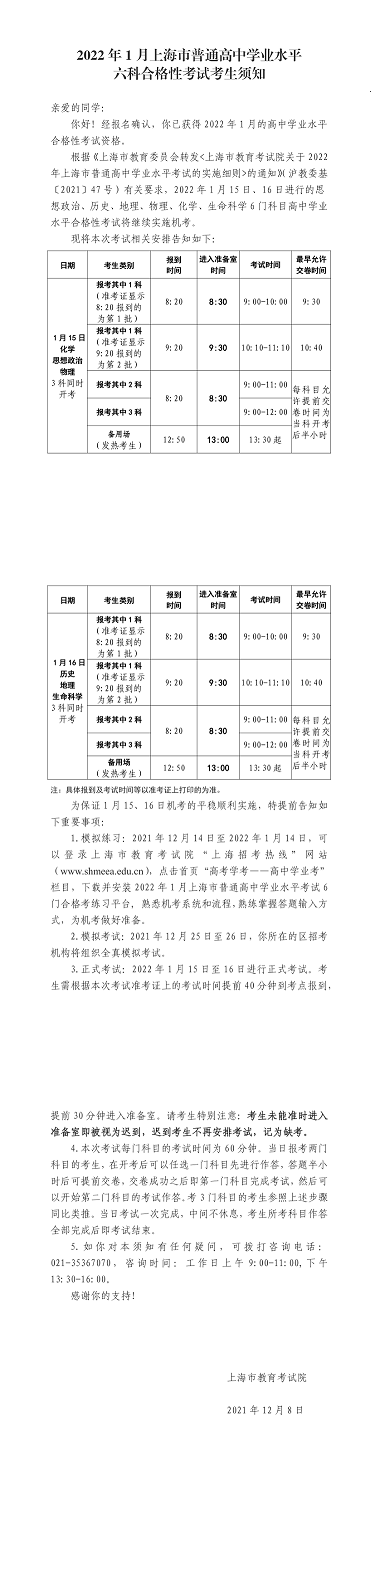 2022 年 1 月上海市普通高中学业水平
六科合格性考试考生须知
亲爱的同学：
你好！经报名确认，你已获得 2022 年 1 月的高中学业水平
合格性考试资格。
根据《上海市教育委员会转发<上海市教育考试院关于 2022
年上海市普通高中学业水平考试的实施细则>的通知》（沪教委基
〔2021〕47 号）有关要求，2022 年 1 月 15 日、16 日进行的思
想政治、历史、地理、物理、化学、生命科学 6 门科目高中学业
水平合格性考试将继续实施机考。
现将本次考试相关安排告知如下：
日期 考生类别 报到时间 进入准备室时间 考试时间 最早允许交卷时间
1 月 15 日
化学
思想政治
物理
3 科同时
开考
报考其中 1 科
（准考证显示
8:20 报到的
为第 1 批）
8:20 8:30 9:00-10:00 9:30
报考其中 1 科
（准考证显示
9:20 报到的
为第 2 批）
9:20 9:30 10:10-11:10 10:40
报考其中 2 科
8:20 8:30 9:00-11:00
报考其中 3 科
9:00-12:00
每科目允
许提前交
卷时间为
当科开考
后半小时
备用场
（发热考生）
12:50 13:00 13:30 起
日期 考生类别 报到时间 进入准备室时间 考试时间 最早允许交卷时间
1 月 16 日
历史
地理
生命科学
3 科同时
开考
报考其中 1 科
（准考证显示
8:20 报到的
为第 1 批）
8:20 8:30 9:00-10:00 9:30
报考其中 1 科
（准考证显示
9:20 报到的
为第 2 批）
9:20 9:30 10:10-11:10 10:40
报考其中 2 科
8:20 8:30 9:00-11:00
报考其中 3 科
9:00-12:00
每科目允
许提前交
卷时间为
当科开考
后半小时
备用场
（发热考生）
12:50 13:00 13:30 起
注：具体报到及考试时间等以准考证上打印的为准。
为保证 1 月 15、16 日机考的平稳顺利实施，特提前告知如
下重要事项：
1.模拟练习：2021 年 12 月 14 日至 2022 年 1 月 14 日，可
以登录上海市教育考试院“上海招考热线”网站
（www.shmeea.edu.cn），点击首页“高考学考——高中学业考”
栏目，下载并安装 2022 年 1 月上海市普通高中学业水平考试 6
门合格考练习平台，熟悉机考系统和流程，熟练掌握答题输入方
式，为机考做好准备。
2.模拟考试：2021 年 12 月 25 日至 26 日，你所在的区招考
机构将组织全真模拟考试。
3.正式考试：2022 年 1 月 15 日至 16 日进行正式考试。考
生需根据本次考试准考证上的考试时间提前 40 分钟到考点报到，
提前 30 分钟进入准备室。请考生特别注意：考生未能准时进入
准备室即被视为迟到，迟到考生不再安排考试，记为缺考。
4.本次考试每门科目的考试时间为 60 分钟。当日报考两门
科目的考生，在开考后可以任选一门科目先进行作答，答题半小
时后可提前交卷，交卷成功之后即第一门科目完成考试，然后可
以开始第二门科目的考试作答。考 3 门科目的考生参照上述步骤
同比类推。当日考试一次完成，中间不休息，考生所考科目作答
全部完成后即考试结束。
5.如你对本须知有任何疑问，可拨打咨询电话：
021-35367070，咨询时间：工作日上午 9:00-11:00，下午
13:30-16:00。
感谢你的支持！
上海市教育考试院
2021 年 12 月 8 日